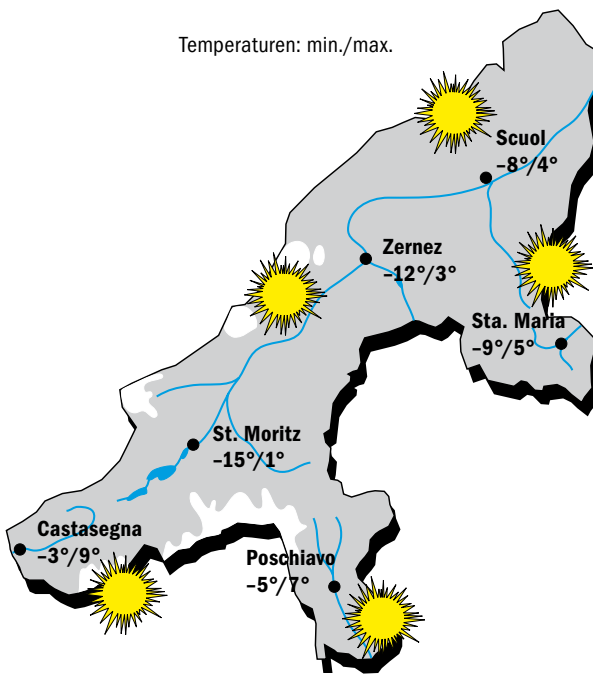 Temperaturen: min./max.
Scuol
–8°/4°
Zernez
–12°/3°
Sta. Maria
–9°/5°
St. Moritz
–15°/1°
Castasegna
–3°/9°
Poschiavo
–5°/7°